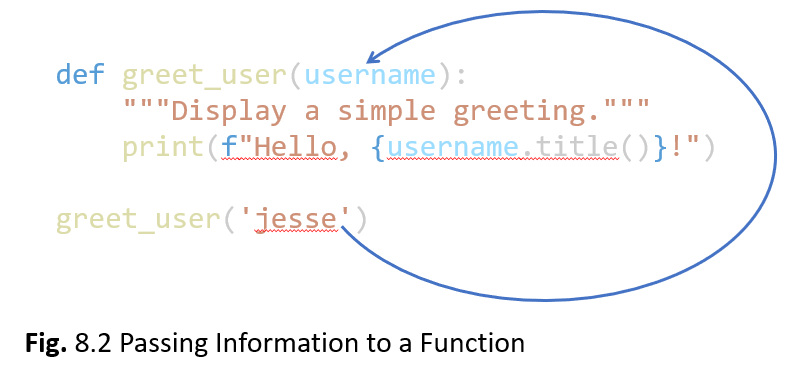 def greet_user(username):
"""Display a simple greeting."""
print(f"Hello, {username.title()}!")
greet_user('jesse')
Fig. 8.2 Passing Information to a Function